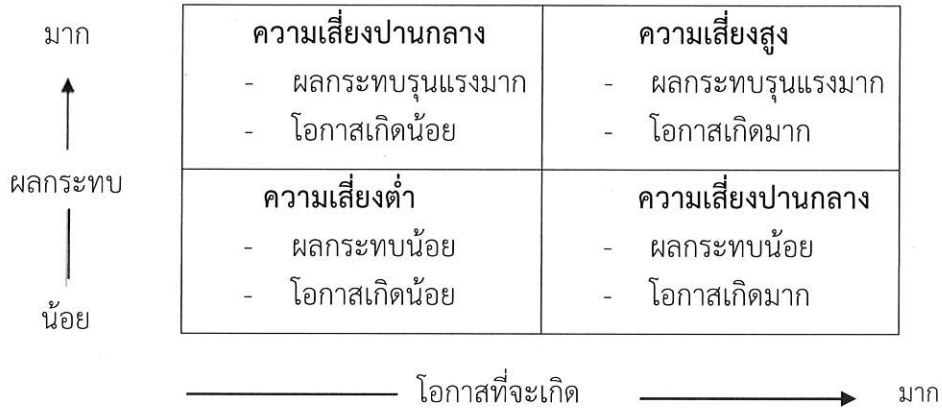 มาก
ผลกระทบ
น้อย
ความเสี่ยงปานกลาง
- ผลกระทบรุนแรงมาก
- โอกาสเกิดน้อย
ความเสี่ยงสูง
- ผลกระทบรุนแรงมาก
- โอกาสเกิดมาก
ความเสี่ยงต่ำ
- ผลกระทบน้อย
- โอกาสเกิดน้อย
ความเสี่ยงปานกลาง
- ผลกระทบน้อย
- โอกาสเกิดมาก
โอกาสที่จะเกิด
มาก